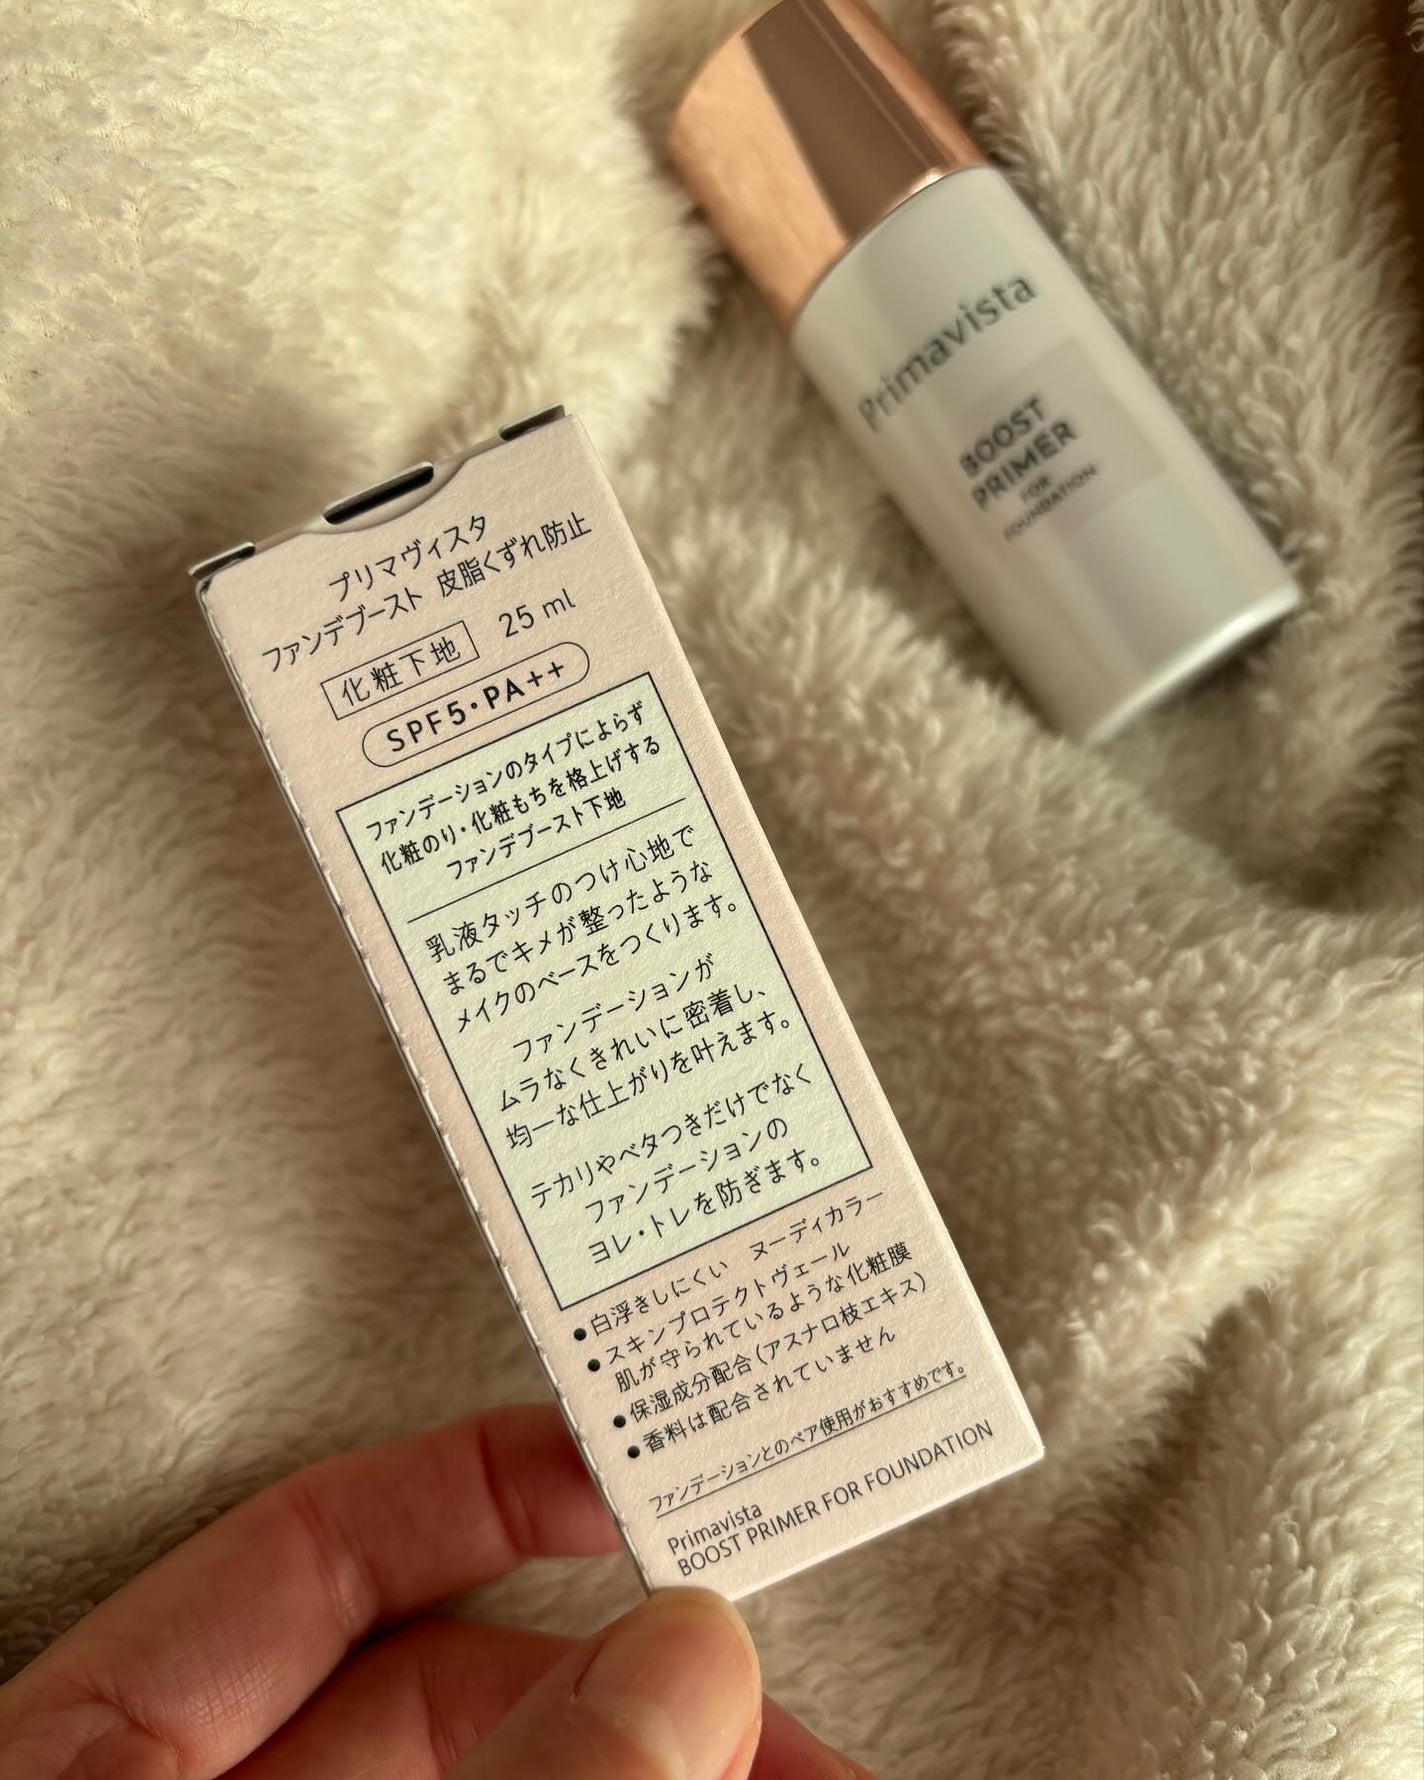 Primavista
BOOST
PRIMER
FOR
FOUNDATION
プリマヴィスタ
ファンデブースト 皮脂くずれ防止
化粧下地 25 ml
SPF5・PA++
ファンデーションのタイプによらず
化粧のり・化粧もちを格上げする
ファンデブースト下地
乳液タッチのつけ心地で
まるでキメが整ったような
メイクのベースをつくります。
ファンデーションが
ムラなくきれいに密着し、
均一な仕上がりを叶えます。
テカリやベタつきだけでなく
ファンデーションの
ヨレ・トレを防ぎます。
●白浮きしにくい ヌーディカラー
●スキンプロテクトヴェール
肌が守られているような化粧膜
●保湿成分配合(アスナロ枝エキス)
●香料は配合されていません
ファンデーションとのペア使用がおすすめです。
Primavista
BOOST PRIMER FOR FOUNDATION